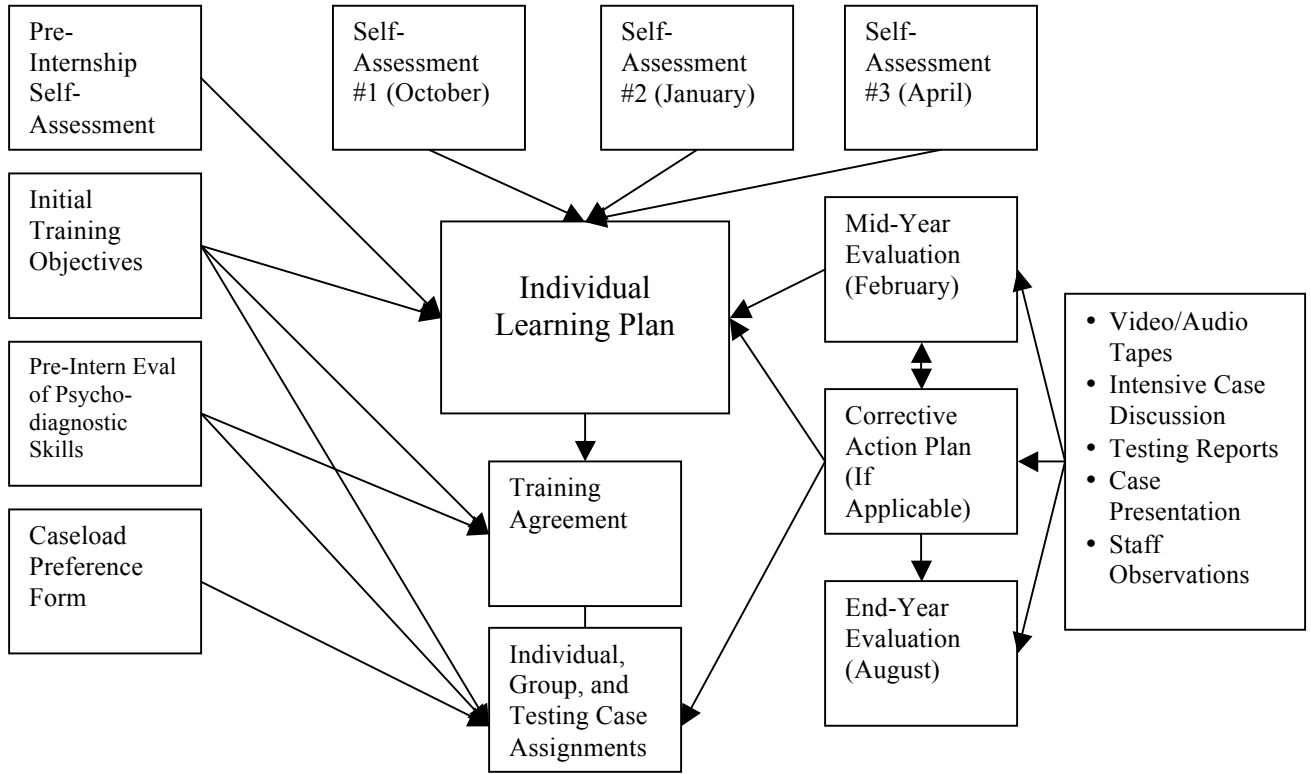 Pre-
Internship
Self-
Assessment
Self-
Assessment
#1 (October)
Self-
Assessment
#2 (January)
Self-
Assessment
#3 (April)
Initial
Training
Objectives
Individual
Learning Plan
Mid-Year
Evaluation
(February)
• Video/Audio
Tapes
• Intensive Case
Discussion
• Testing Reports
• Case
Presentation
• Staff
Observations
Pre-Intern Eval
of Psycho-
diagnostic
Skills
Training
Agreement
Corrective
Action Plan
(If
Applicable)
Caseload
Preference
Form
Individual,
Group, and
Testing Case
Assignments
End-Year
Evaluation
(August)